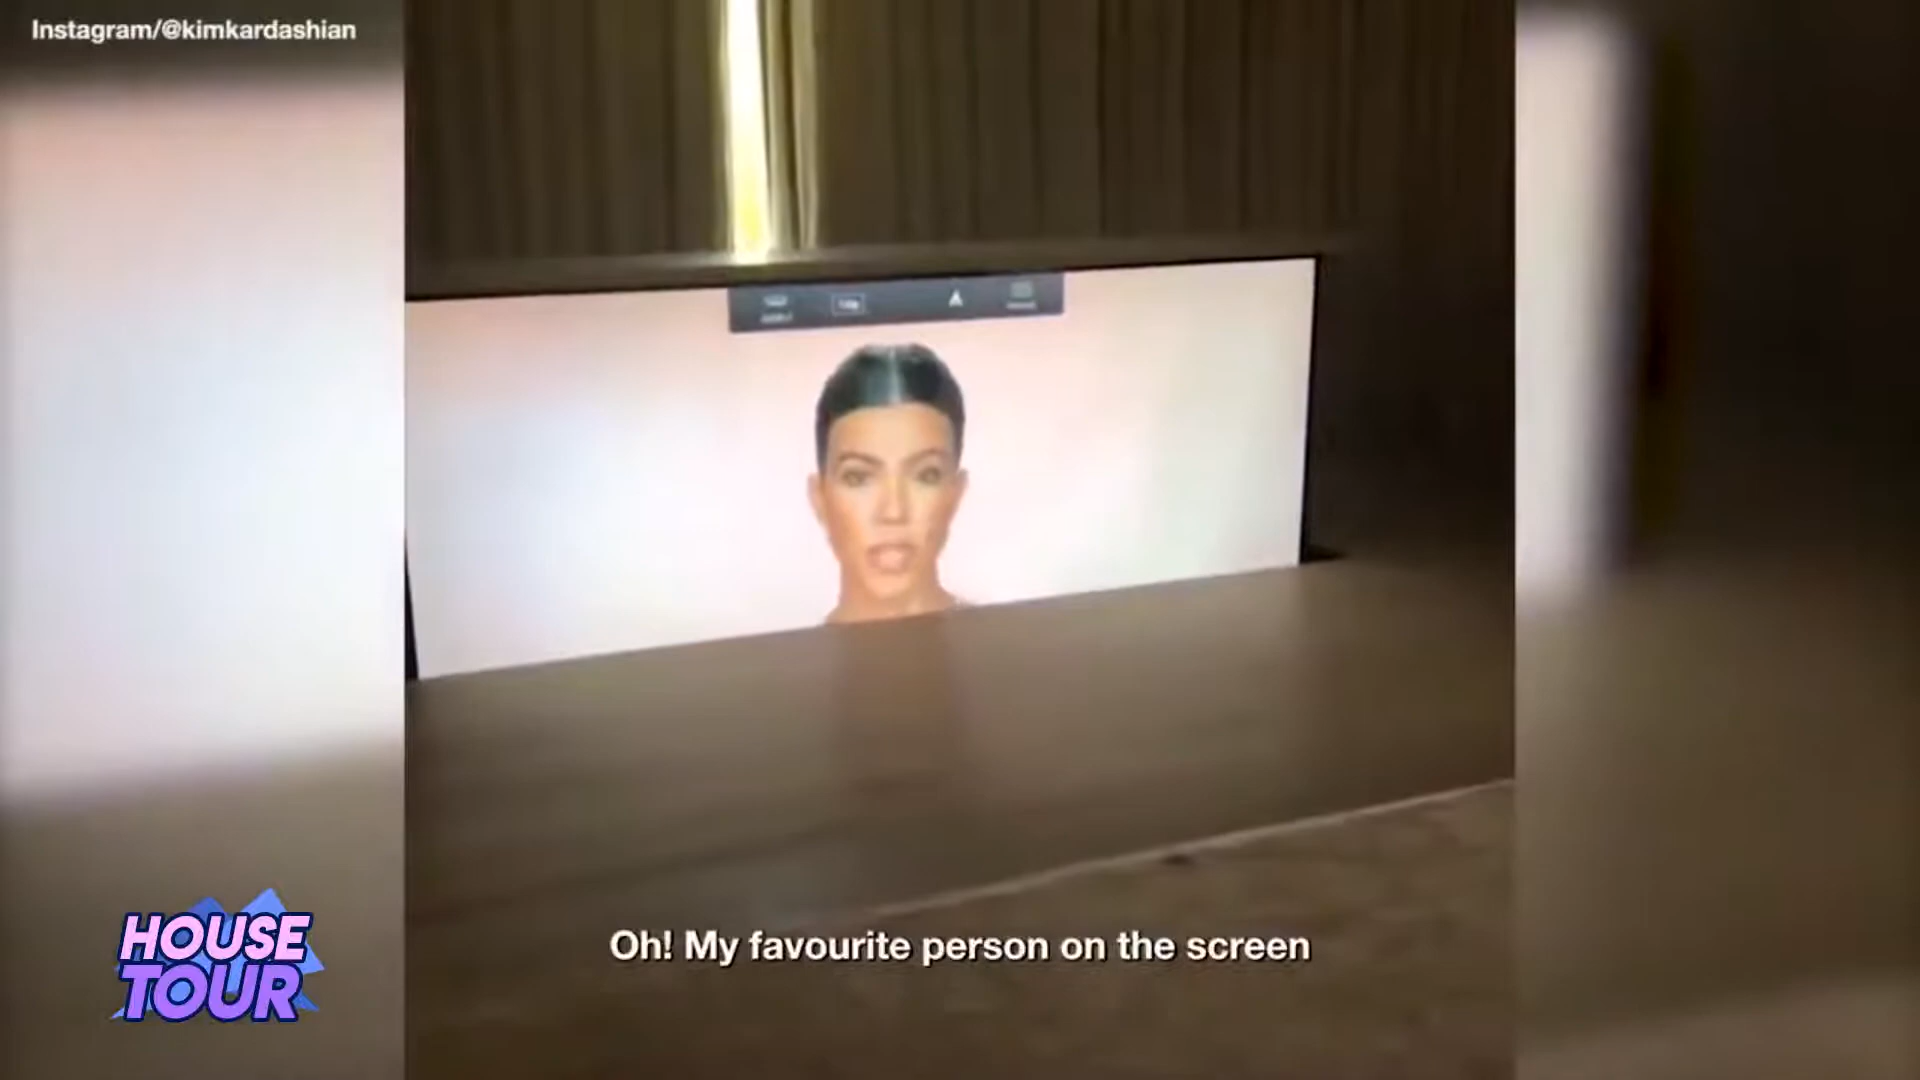 Instagram/@kimkardashian
HOUSE
TOUR
Oh! My favourite person on the screen